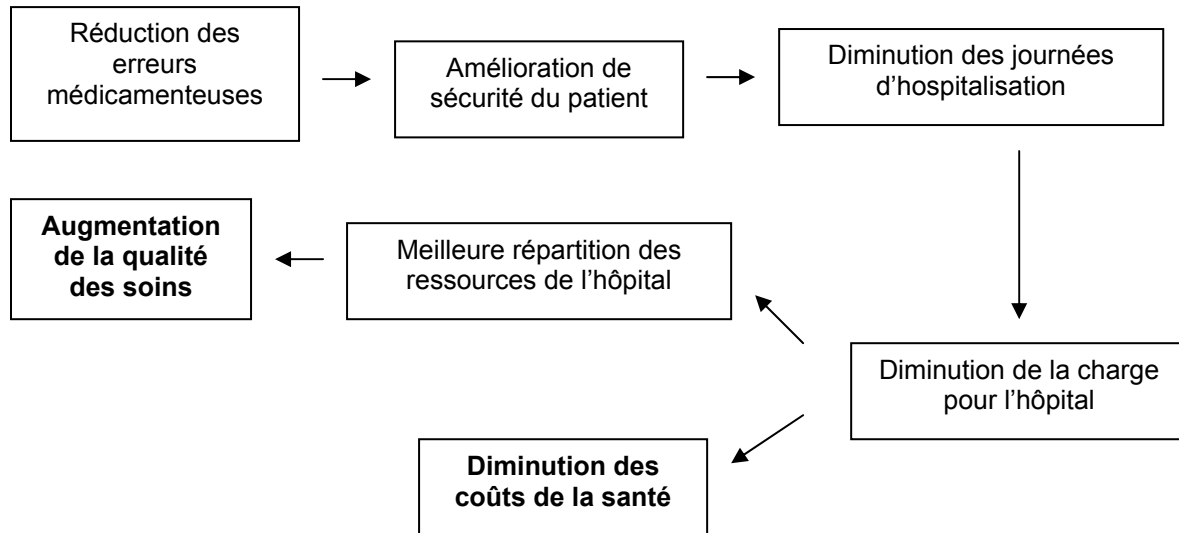 Réduction des
erreurs
médicamenteuses
Amélioration de
sécurité du patient
Diminution des journées
d'hospitalisation
Augmentation
de la qualité
des soins
Meilleure répartition des
ressources de l'hôpital
Diminution de la charge
pour l'hôpital
Diminution des
coûts de la santé